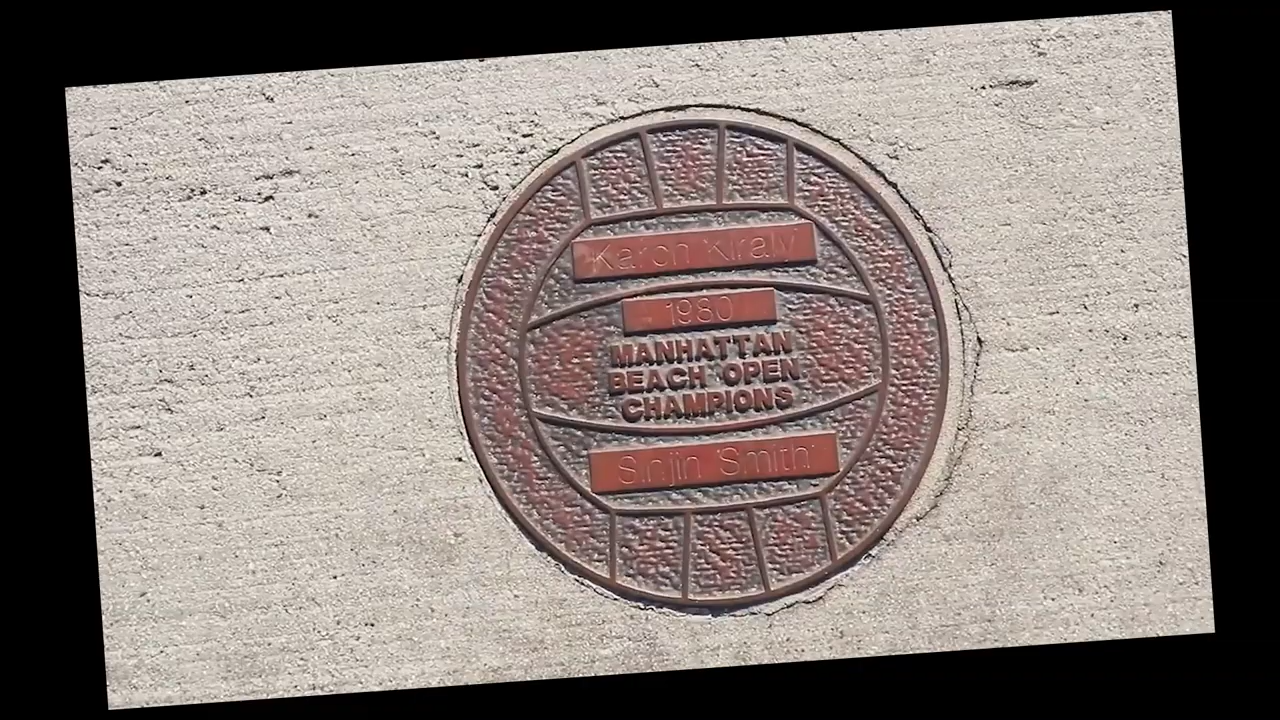 Karch Kiraly
1980
MANHATTAN
BEACH OPEN
CHAMPIONS
Sinjin Smith